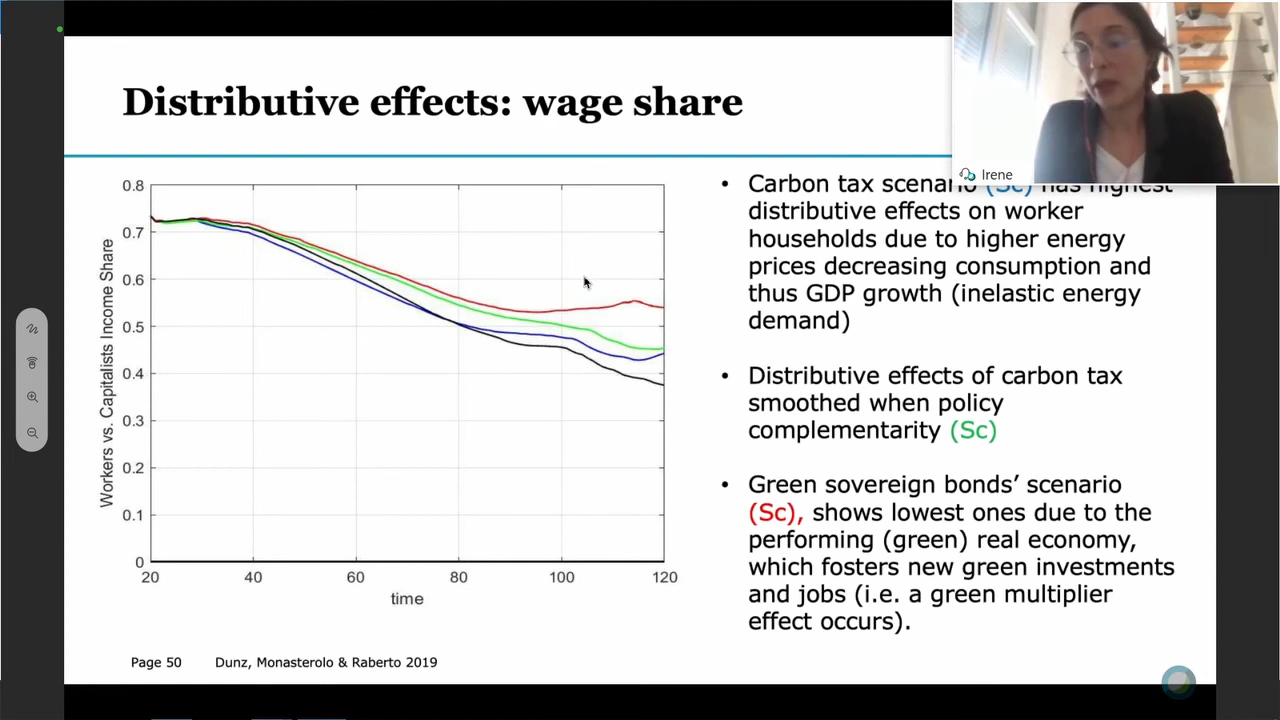 Distributive effects: wage share
Irene
Workers vs. Capitalists Income Share
0.8
0.7
0.6
0.5
0.4
0.3
0.2
0.1
0
20 40 60 80 100 120
time
• Carbon tax scenario (Sc) has highest
distributive effects on worker
households due to higher energy
prices decreasing consumption and
thus GDP growth (inelastic energy
demand)
• Distributive effects of carbon tax
smoothed when policy
complementarity (Sc)
• Green sovereign bonds’ scenario
(Sc), shows lowest ones due to the
performing (green) real economy,
which fosters new green investments
and jobs (i.e. a green multiplier
effect occurs).
Page 50 Dunz, Monasterolo & Raberto 2019